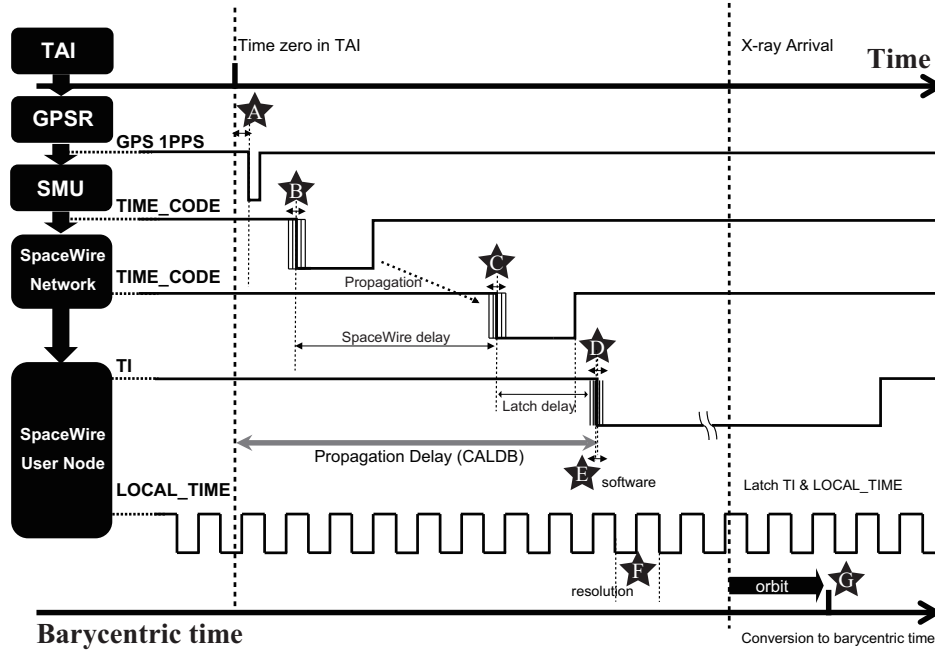 Time zero in TAI
X-ray Arrival
TAI
Time
A
GPSR
GPS 1PPS
SMU
B
TIME_CODE
SpaceWire
Network
C
Propagation
TIME_CODE
SpaceWire delay
D
TI
Latch delay
SpaceWire
User Node
Propagation Delay (CALDB)
E
software
LOCAL_TIME
Latch TI & LOCAL_TIME
F
resolution
orbit
G
Barycentric time
Conversion to barycentric time